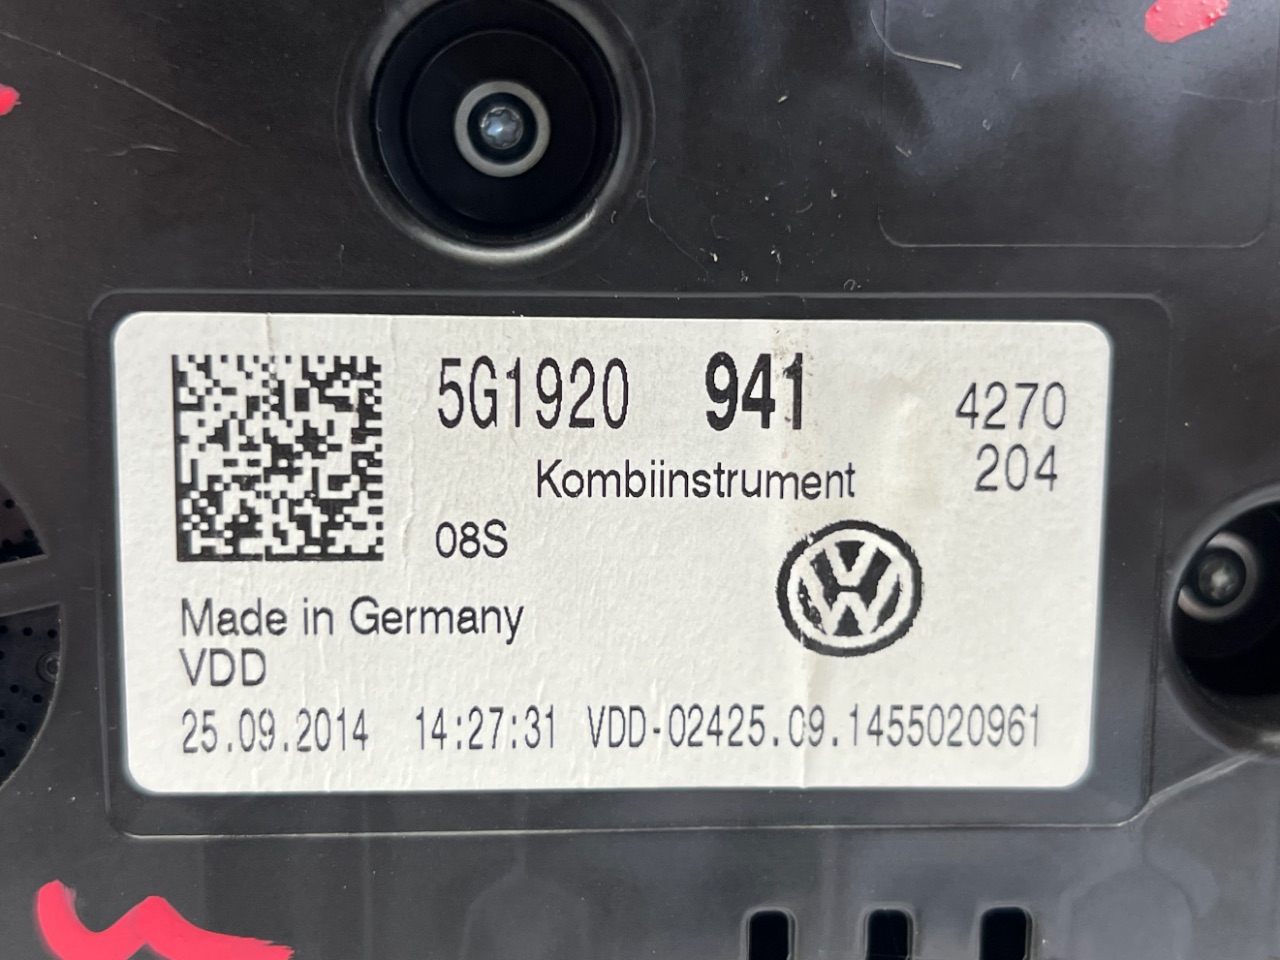 5G1920 941 4270
204
Kombiinstrument
08S
Made in Germany
VDD
25.09.2014 14:27:31 VDD-02425.09.1455020961